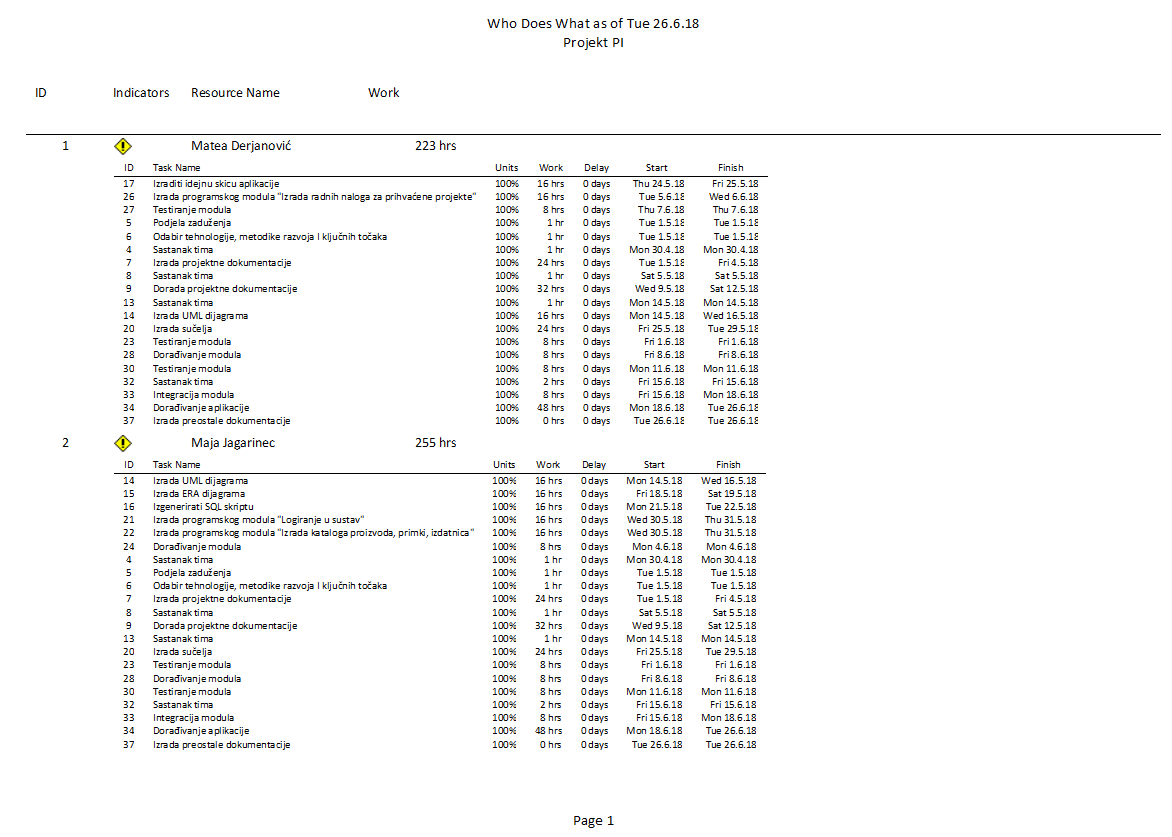 Who Does What as of Tue 26.6.18
Projekt PI
ID Indicators Resource Name Work
1 Matea Derjanović 223 hrs
ID Task Name Units Work Delay Start Finish
17 Izraditi idejnu skicu aplikacije 100% 16 hrs 0 days Thu 24.5.18 Fri 25.5.18
26 Izrada programskog modula "Izrada radnih naloga za prihvaćene projekte" 100% 16 hrs 0 days Tue 5.6.18 Wed 6.6.18
27 Testiranje modula 100% 8 hrs 0 days Thu 7.6.18 Thu 7.6.18
5 Podjela zaduženja 100% 1 hr 0 days Tue 1.5.18 Tue 1.5.18
6 Odabir tehnologije, metodike razvoja I ključnih točaka 100% 1 hr 0 days Tue 1.5.18 Tue 1.5.18
4 Sastanak tima 100% 1 hr 0 days Mon 30.4.18 Mon 30.4.18
7 Izrada projektne dokumentacije 100% 24 hrs 0 days Tue 1.5.18 Fri 4.5.18
8 Sastanak tima 100% 1 hr 0 days Sat 5.5.18 Sat 5.5.18
9 Dorada projektne dokumentacije 100% 32 hrs 0 days Wed 9.5.18 Sat 12.5.18
13 Sastanak tima 100% 1 hr 0 days Mon 14.5.18 Mon 14.5.18
14 Izrada UML dijagrama 100% 16 hrs 0 days Mon 14.5.18 Wed 16.5.18
20 Izrada sučelja 100% 24 hrs 0 days Fri 25.5.18 Tue 29.5.18
23 Testiranje modula 100% 8 hrs 0 days Fri 1.6.18 Fri 1.6.18
28 Dorađivanje modula 100% 8 hrs 0 days Fri 8.6.18 Fri 8.6.18
30 Testiranje modula 100% 8 hrs 0 days Mon 11.6.18 Mon 11.6.18
32 Sastanak tima 100% 2 hrs 0 days Fri 15.6.18 Fri 15.6.18
33 Integracija modula 100% 8 hrs 0 days Fri 15.6.18 Mon 18.6.18
34 Dorađivanje aplikacije 100% 48 hrs 0 days Mon 18.6.18 Tue 26.6.18
37 Izrada preostale dokumentacije 100% 0 hrs 0 days Tue 26.6.18 Tue 26.6.18
2 Maja Jagarinec 255 hrs
ID Task Name Units Work Delay Start Finish
14 Izrada UML dijagrama 100% 16 hrs 0 days Mon 14.5.18 Wed 16.5.18
15 Izrada ERA dijagrama 100% 16 hrs 0 days Fri 18.5.18 Sat 19.5.18
16 Izgenerirati SQL skriptu 100% 16 hrs 0 days Mon 21.5.18 Tue 22.5.18
21 Izrada programskog modula "Logiranje u sustav" 100% 16 hrs 0 days Wed 30.5.18 Thu 31.5.18
22 Izrada programskog modula "Izrada kataloga proizvoda, primki, izdatnica" 100% 16 hrs 0 days Wed 30.5.18 Thu 31.5.18
24 Dorađivanje modula 100% 8 hrs 0 days Mon 4.6.18 Mon 4.6.18
4 Sastanak tima 100% 1 hr 0 days Mon 30.4.18 Mon 30.4.18
5 Podjela zaduženja 100% 1 hr 0 days Tue 1.5.18 Tue 1.5.18
6 Odabir tehnologije, metodike razvoja I ključnih točaka 100% 1 hr 0 days Tue 1.5.18 Tue 1.5.18
7 Izrada projektne dokumentacije 100% 24 hrs 0 days Tue 1.5.18 Fri 4.5.18
8 Sastanak tima 100% 1 hr 0 days Sat 5.5.18 Sat 5.5.18
9 Dorada projektne dokumentacije 100% 32 hrs 0 days Wed 9.5.18 Sat 12.5.18
13 Sastanak tima 100% 1 hr 0 days Mon 14.5.18 Mon 14.5.18
20 Izrada sučelja 100% 24 hrs 0 days Fri 25.5.18 Tue 29.5.18
23 Testiranje modula 100% 8 hrs 0 days Fri 1.6.18 Fri 1.6.18
28 Dorađivanje modula 100% 8 hrs 0 days Fri 8.6.18 Fri 8.6.18
30 Testiranje modula 100% 8 hrs 0 days Mon 11.6.18 Mon 11.6.18
32 Sastanak tima 100% 2 hrs 0 days Fri 15.6.18 Fri 15.6.18
33 Integracija modula 100% 8 hrs 0 days Fri 15.6.18 Mon 18.6.18
34 Dorađivanje aplikacije 100% 48 hrs 0 days Mon 18.6.18 Tue 26.6.18
37 Izrada preostale dokumentacije 100% 0 hrs 0 days Tue 26.6.18 Tue 26.6.18
Page 1